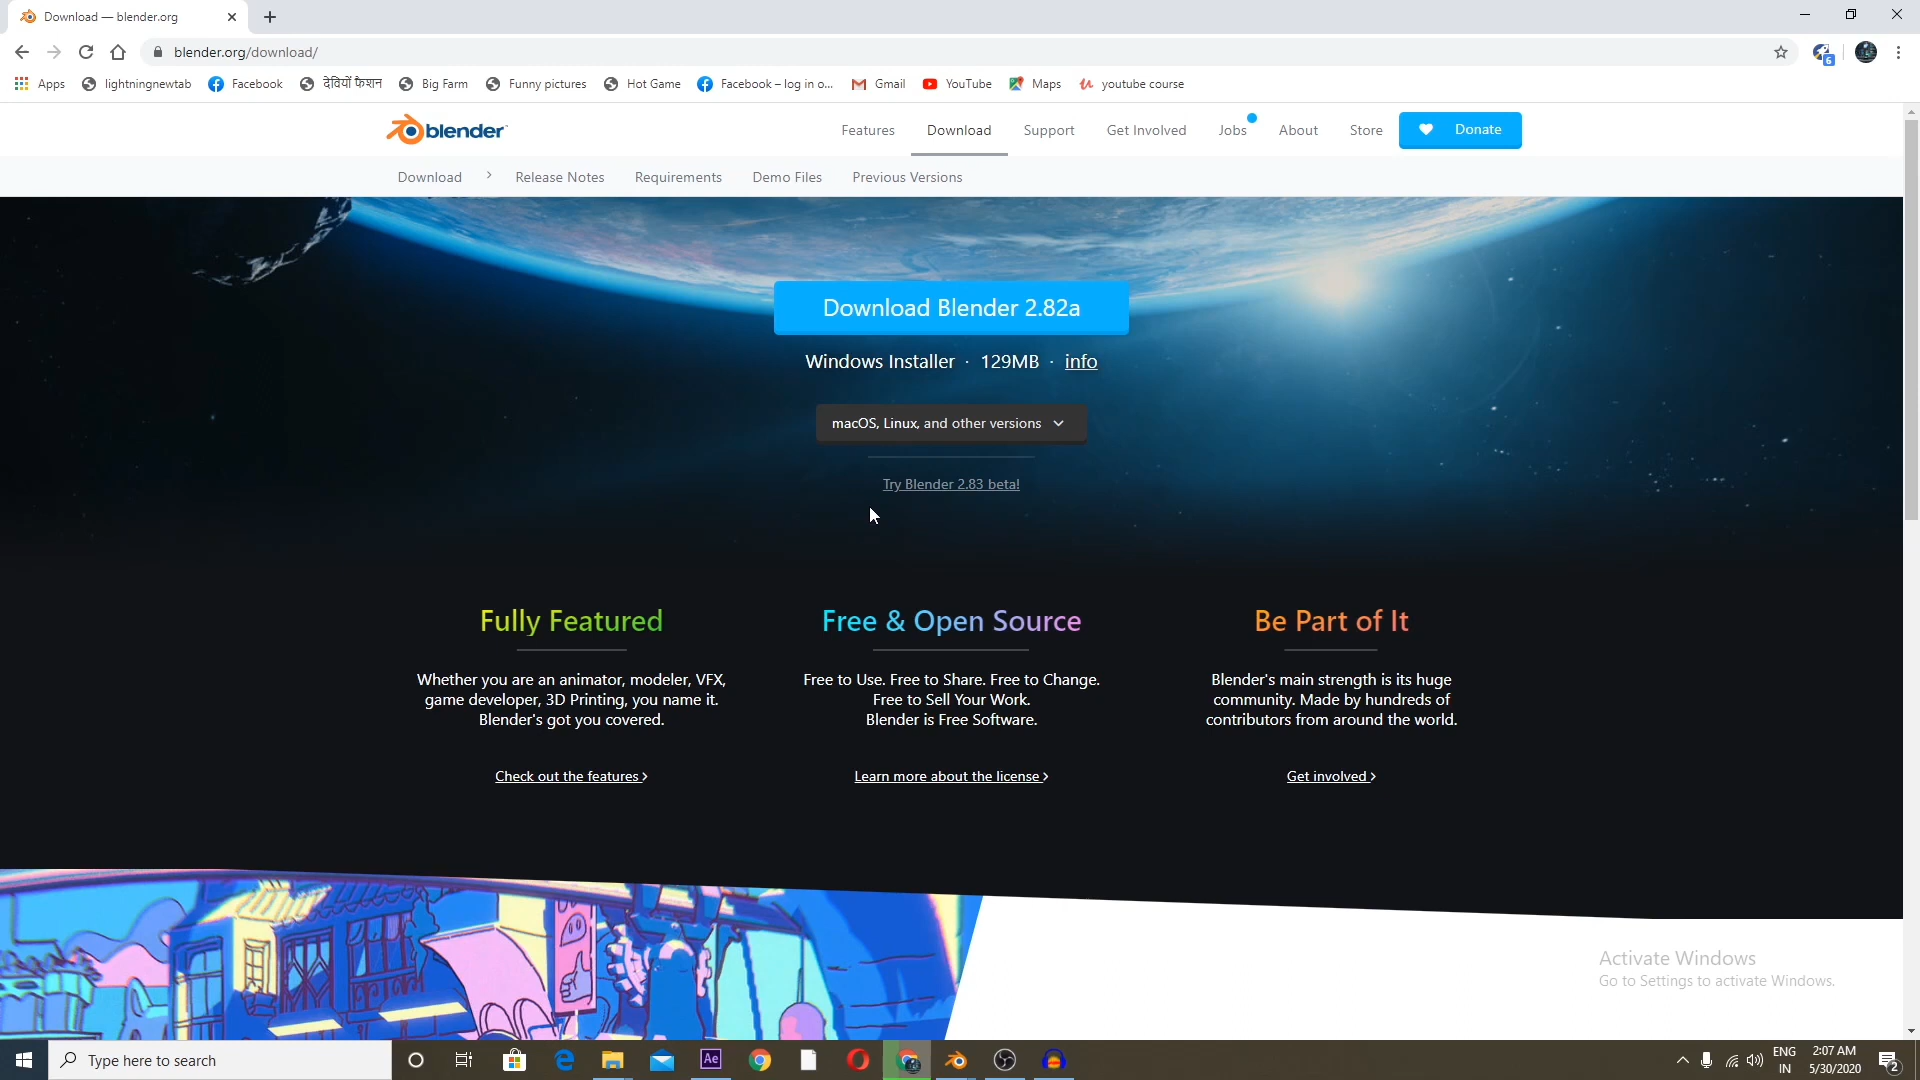 Download — blender.org
blender.org/download/
Apps lightningnewtab Facebook देवियों फैशन Big Farm Funny pictures Hot Game Facebook – log in o... Gmail YouTube Maps youtube course
6
blender
Features Download Support Get Involved Jobs About Store Donate
Download Release Notes Requirements Demo Files Previous Versions
Download Blender 2.82a
Windows Installer · 129MB · info
macOS, Linux, and other versions
Try Blender 2.83 beta!
Fully Featured
Whether you are an animator, modeler, VFX,
game developer, 3D Printing, you name it.
Blender's got you covered.
Check out the features
Free & Open Source
Free to Use. Free to Share. Free to Change.
Free to Sell Your Work.
Blender is Free Software.
Learn more about the license
Be Part of It
Blender's main strength is its huge
community. Made by hundreds of
contributors from around the world.
Get involved
Activate Windows
Go to Settings to activate Windows.
Type here to search
Ae
ENG
IN
2:07 AM
5/30/2020
2